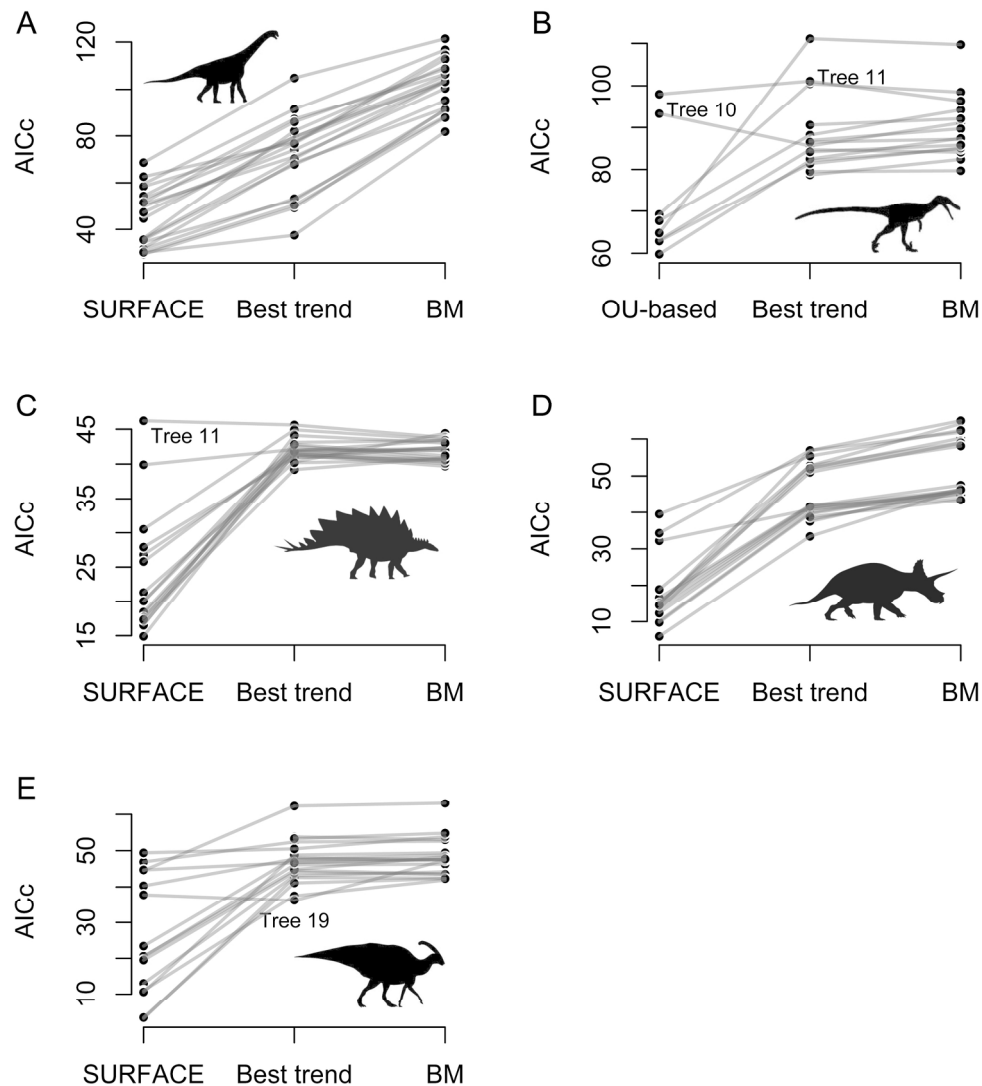 A
AICc
120
80
40
SURFACE Best trend BM
B
AICc
100
80
60
Tree 10
Tree 11
OU-based Best trend BM
C
AICc
45
35
25
15
Tree 11
SURFACE Best trend BM
D
AICc
50
30
10
SURFACE Best trend BM
E
AICc
50
30
10
Tree 19
SURFACE Best trend BM